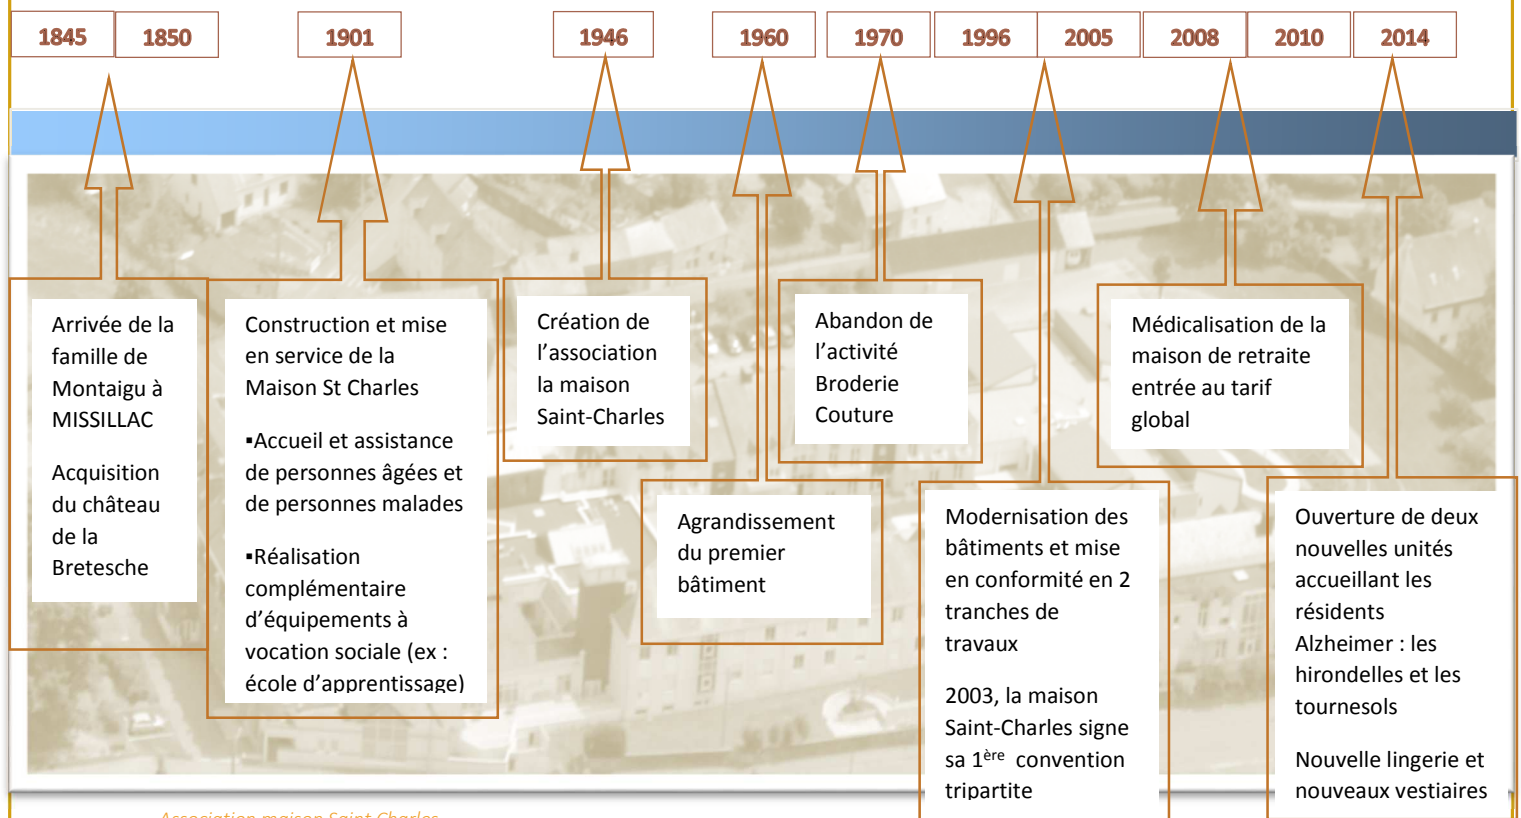 1845
1850
1901
1946
1960
1970
1996
2005
2008
2010
2014
Arrivée de la
famille de
Montaigu à
MISSILLAC
Acquisition
du château
de la
Bretesche
Construction et mise
en service de la
Maison St Charles
▪Accueil et assistance
de personnes âgées et
de personnes malades
▪Réalisation
complémentaire
d’équipements à
vocation sociale (ex :
école d’apprentissage)
Création de
l’association
la maison
Saint-Charles
Agrandissement
du premier
bâtiment
Abandon de
l’activité
Broderie
Couture
Modernisation des
bâtiments et mise
en conformité en 2
tranches de
travaux
2003, la maison
Saint-Charles signe
sa 1ère convention
tripartite
Médicalisation de la
maison de retraite
entrée au tarif
global
Ouverture de deux
nouvelles unités
accueillant les
résidents
Alzheimer : les
hirondelles et les
tournesols
Nouvelle lingerie et
nouveaux vestiaires
Association maison Saint Charles